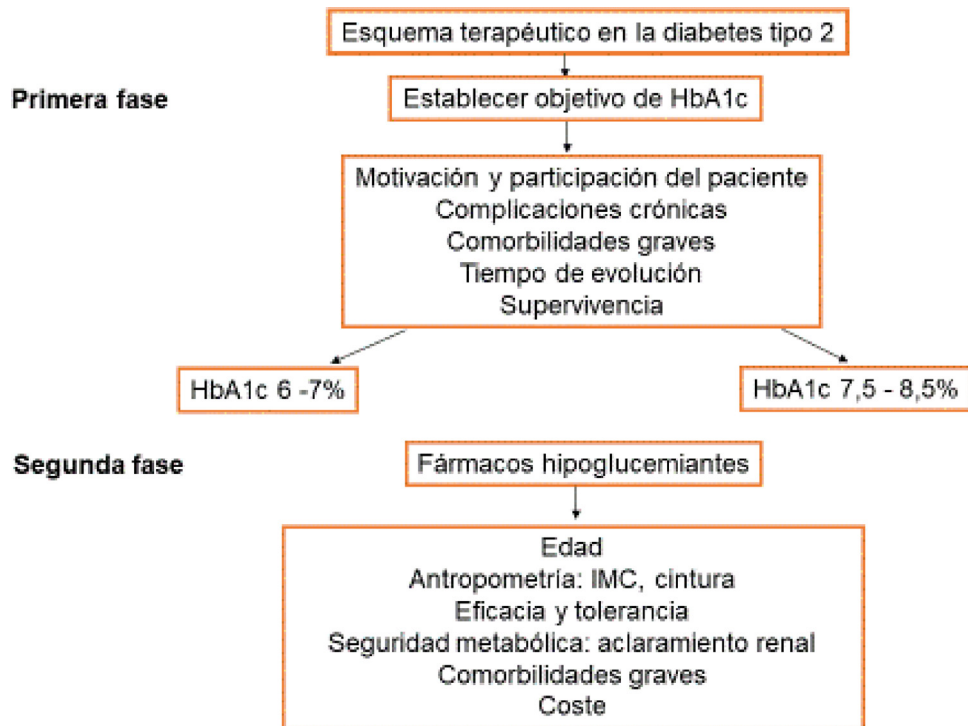 Esquema terapéutico en la diabetes tipo 2
Primera fase
Establecer objetivo de HbA1c
Motivación y participación del paciente
Complicaciones crónicas
Comorbilidades graves
Tiempo de evolución
Supervivencia
HbA1c 6 -7%
HbA1c 7,5 - 8,5%
Segunda fase
Fármacos hipoglucemiantes
Edad
Antropometría: IMC, cintura
Eficacia y tolerancia
Seguridad metabólica: aclaramiento renal
Comorbilidades graves
Coste